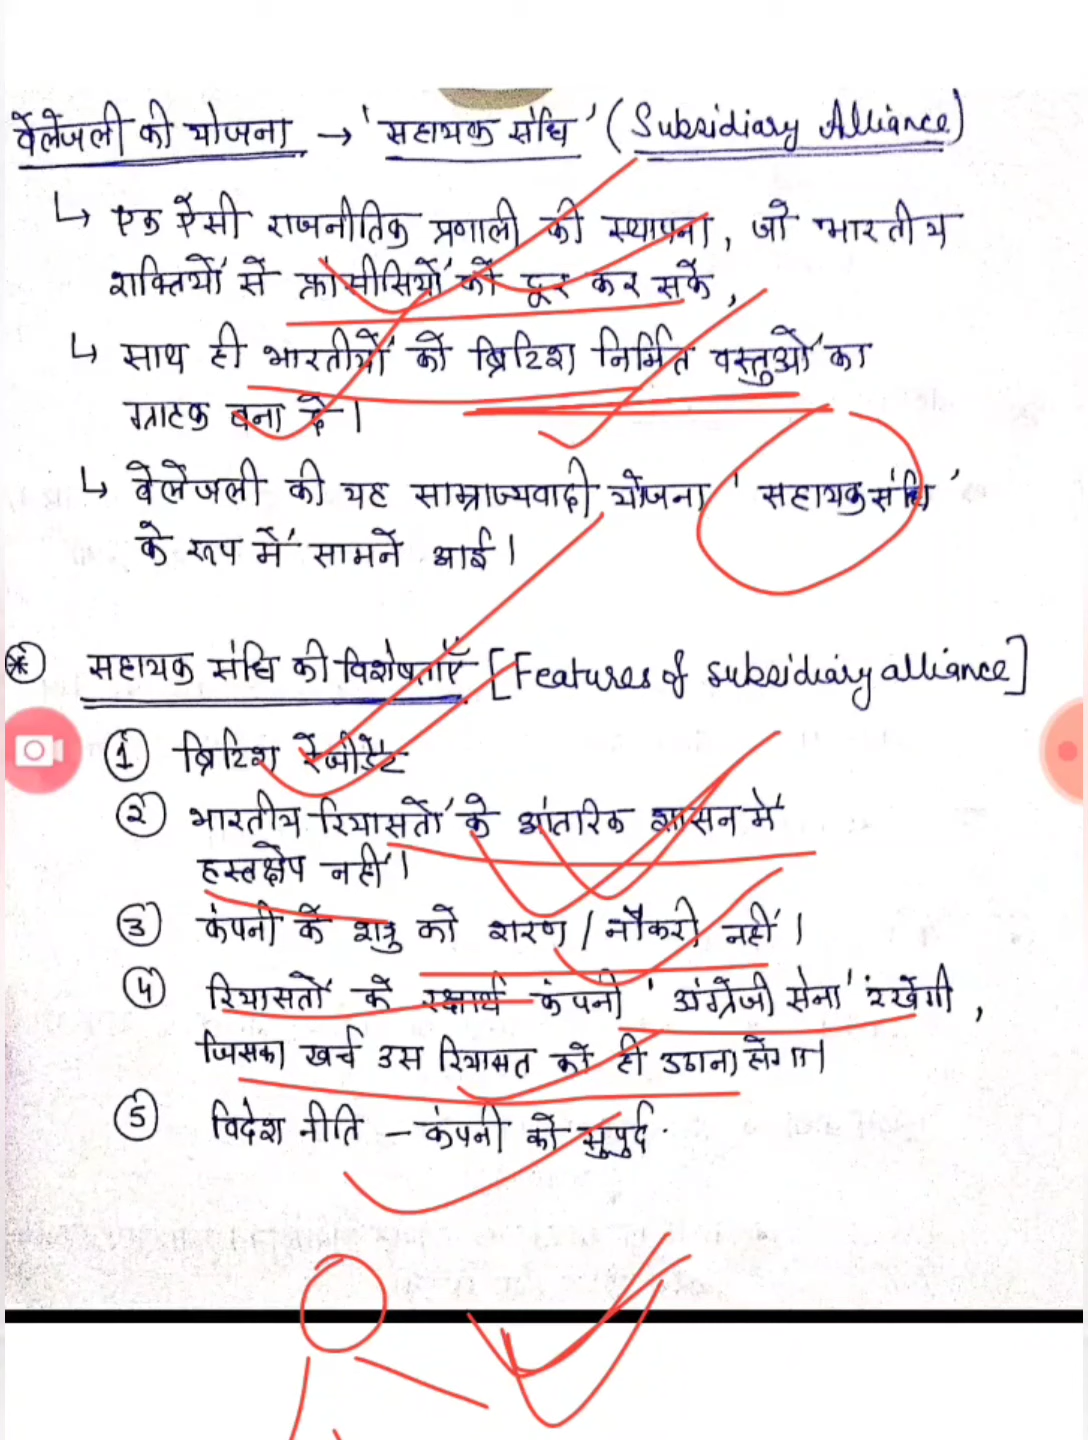 वेलेजली की योजना → 'सहायक संधि' (Subsidiary Alliance)
↳ एक ऐसी राजनीतिक प्रणाली की स्थापना, जो भारतीय
शक्तियों से फ्रांसीसियों को दूर कर सके,
↳ साथ ही भारतीयों को ब्रिटिश निर्मित वस्तुओं का
ग्राहक बना दे।
↳ वेलेजली की यह साम्राज्यवादी योजना 'सहायक संधि'
के रूप में सामने आई।
* सहायक संधि की विशेषताएँ [Features of subsidiary alliance]
① ब्रिटिश रेजीडेंट
② भारतीय रियासतों के आंतरिक शासन में
हस्तक्षेप नहीं।
③ कंपनी के शत्रु को शरण / नौकरी नहीं।
④ रियासतों के रक्षार्थ कंपनी 'अंग्रेजी सेना' रखेगी,
जिसका खर्च उस रियासत को ही उठाना होगा।
⑤ विदेश नीति – कंपनी को सुपुर्द.